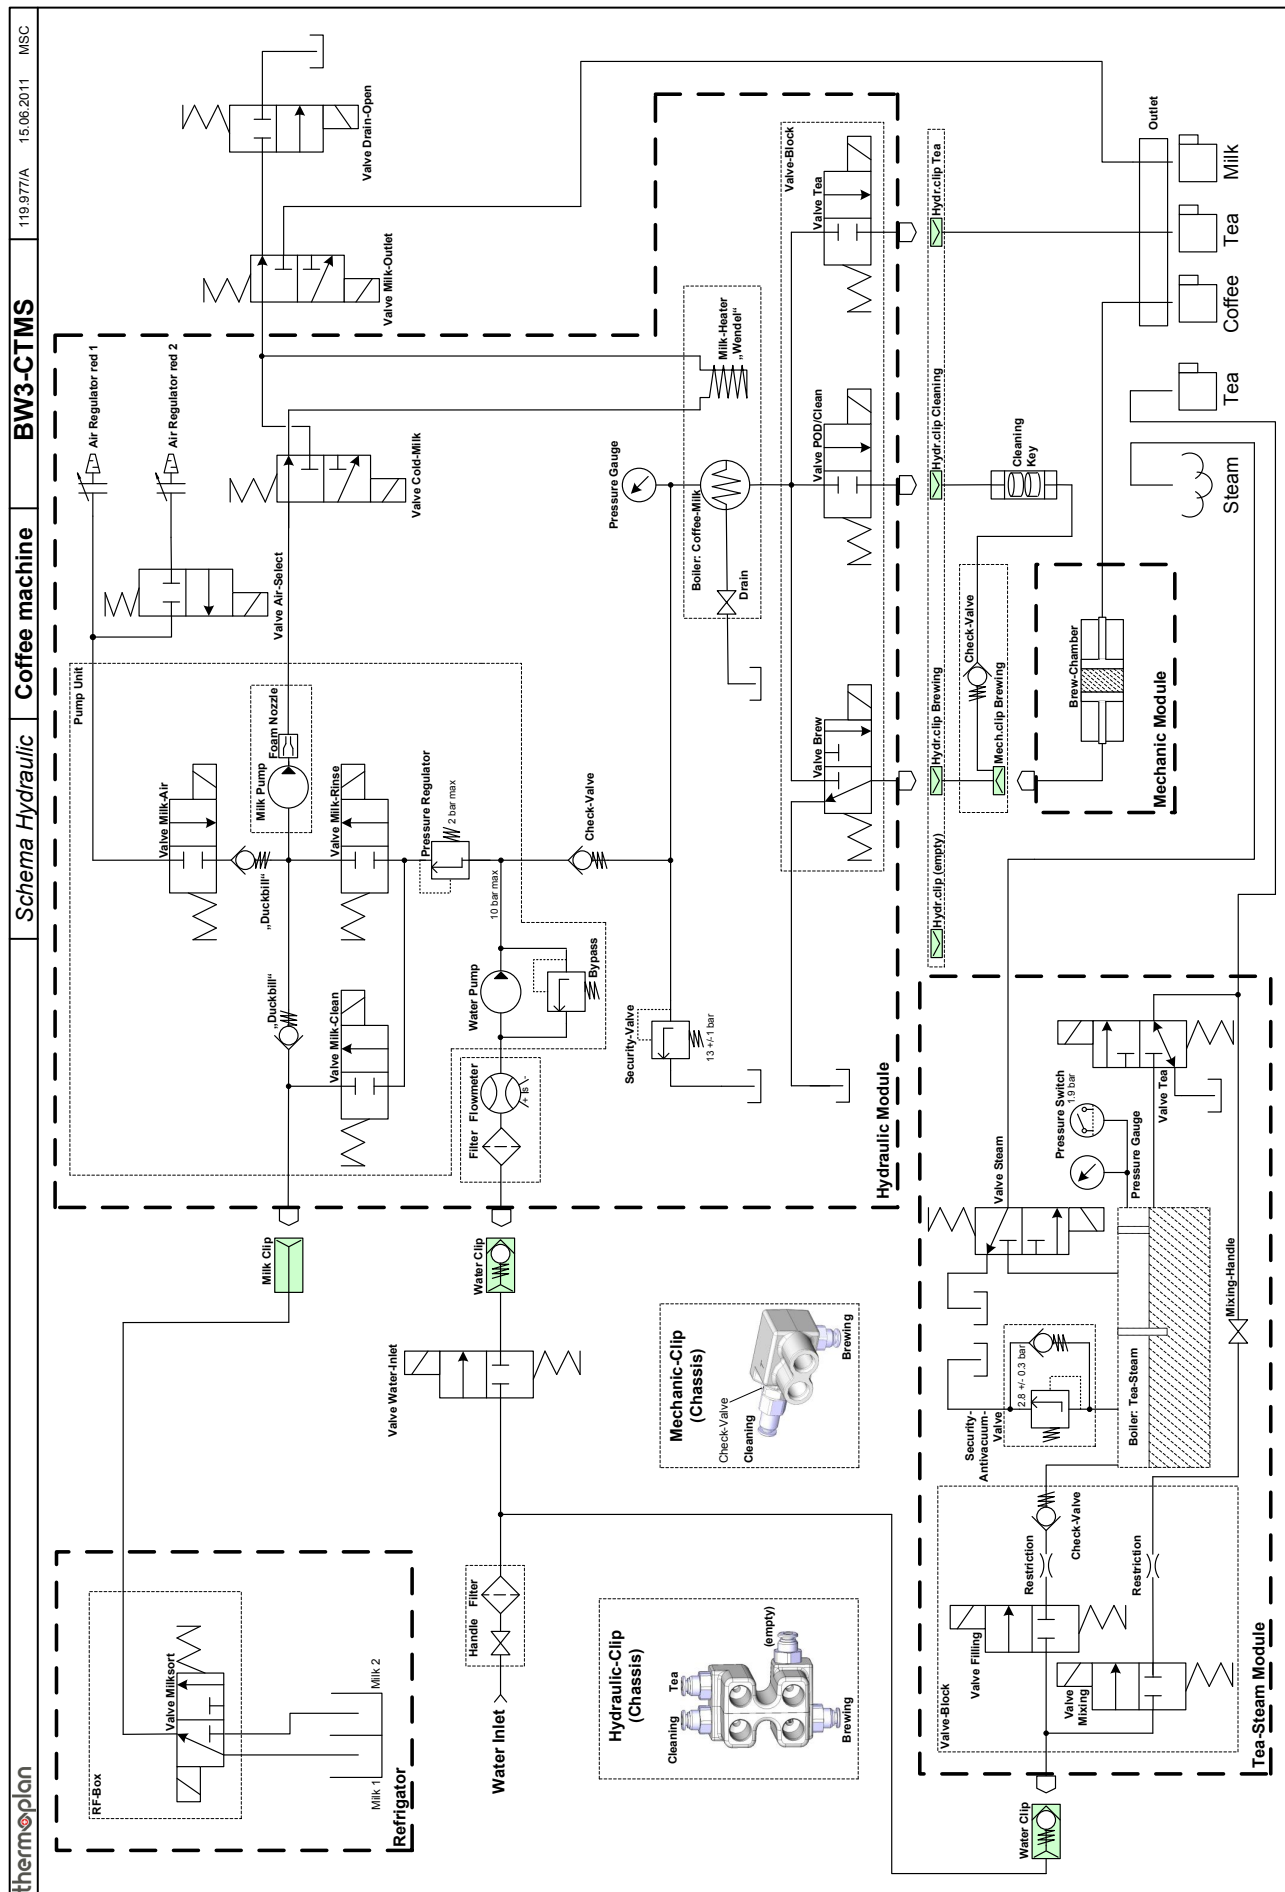 thermoplan
Schema Hydraulic
Coffee machine
BW3-CTMS
119.977/A
15.06.2011
MSC
Refrigrator
RF-Box
Valve Milksort
Milk 1
Milk 2
Milk Clip
Water Inlet
Handle
Filter
Valve Water-Inlet
Water Clip
Hydraulic Module
Pump Unit
Valve Milk-Air
„Duckbill“
„Duckbill“
Valve Milk-Clean
Valve Milk-Rinse
Milk Pump
Foam Nozzle
Pressure Regulator
2 bar max
10 bar max
Filter
Flowmeter
+
Is
-
Water Pump
Bypass
Check-Valve
Security-Valve
13 +/-1 bar
Air Regulator red 1
Air Regulator red 2
Valve Air-Select
Valve Cold-Milk
Valve Milk-Outlet
Valve Drain-Open
Pressure Gauge
Boiler: Coffee-Milk
Milk-Heater
„Wendel“
Drain
Valve-Block
Valve Brew
Valve POD/Clean
Valve Tea
Hydr.clip (empty)
Hydr.clip Brewing
Hydr.clip Cleaning
Hydr.clip Tea
Cleaning
Key
Check-Valve
Mech.clip Brewing
Brew-Chamber
Mechanic Module
Outlet
Steam
Tea
Coffee
Tea
Milk
Mechanic-Clip
(Chassis)
Check-Valve
Cleaning
Brewing
Hydraulic-Clip
(Chassis)
Cleaning
Tea
(empty)
Brewing
Tea-Steam Module
Water Clip
Valve-Block
Valve Filling
Valve
Mixing
Restriction
Restriction
Check-Valve
Security-
Antivacuum-
Valve
2.8 +/- 0.3 bar
Boiler: Tea-Steam
Valve Steam
Pressure Gauge
Pressure Switch
1.9 bar
Valve Tea
Mixing-Handle